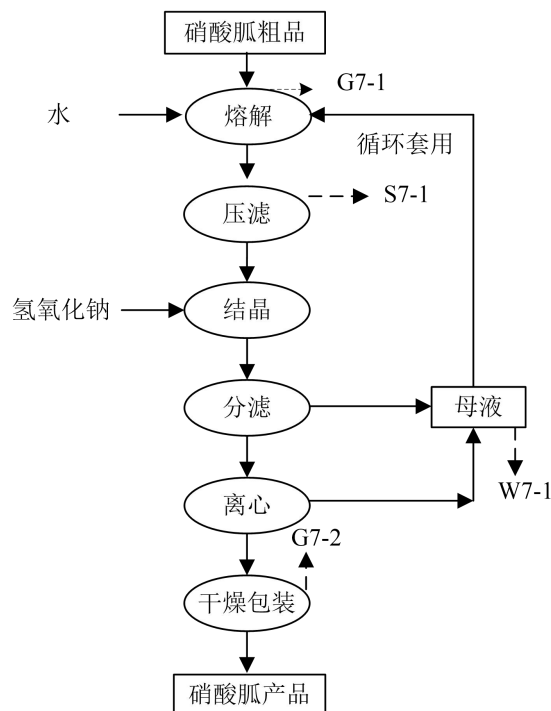 硝酸胍粗品
G7-1
水
熔解
循环套用
S7-1
压滤
氢氧化钠
结晶
分滤
母液
离心
W7-1
G7-2
干燥包装
硝酸胍产品